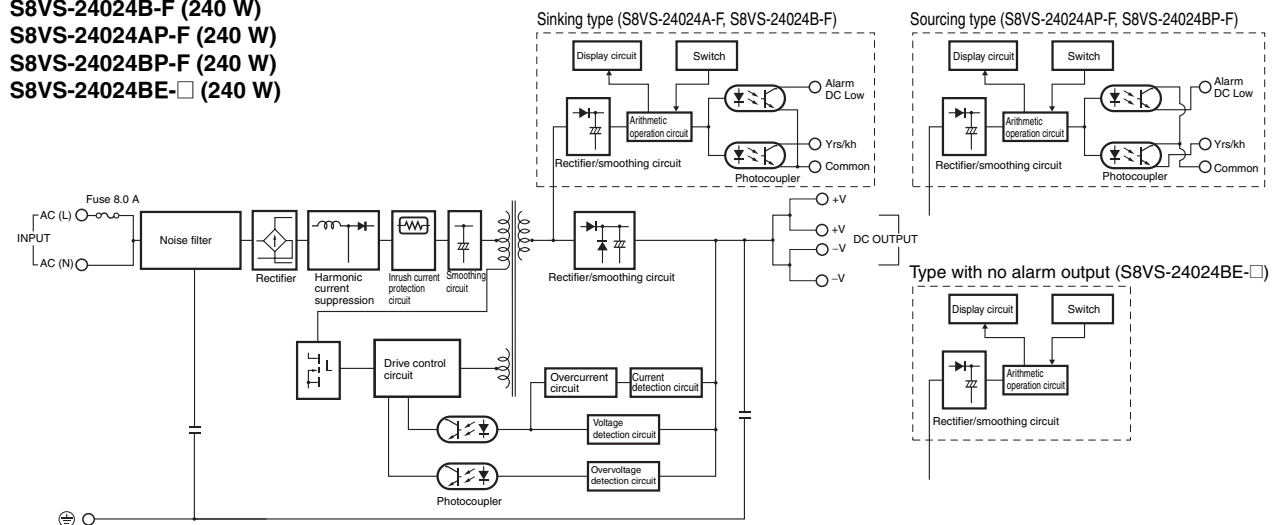 S8VS-24024B-F (240 W)
S8VS-24024AP-F (240 W)
S8VS-24024BP-F (240 W)
S8VS-24024BE-□ (240 W)
Sinking type (S8VS-24024A-F, S8VS-24024B-F)
Display circuit
Switch
Arithmetic
operation circuit
Rectifier/smoothing circuit
Alarm
DC Low
Yrs/kh
Common
Photocoupler
Sourcing type (S8VS-24024AP-F, S8VS-24024BP-F)
Display circuit
Switch
Arithmetic
operation circuit
Rectifier/smoothing circuit
Alarm
DC Low
Yrs/kh
Common
Photocoupler
Fuse 8.0 A
AC (L)
INPUT
AC (N)
Noise filter
Rectifier
Harmonic
current
suppression
Inrush current
protection
circuit
Smoothing
circuit
Rectifier/smoothing circuit
+V
+V
DC OUTPUT
−V
−V
Type with no alarm output (S8VS-24024BE-□)
Display circuit
Switch
Arithmetic
operation circuit
Rectifier/smoothing circuit
Drive control
circuit
Overcurrent
circuit
Current
detection circuit
Voltage
detection circuit
Overvoltage
detection circuit
Photocoupler